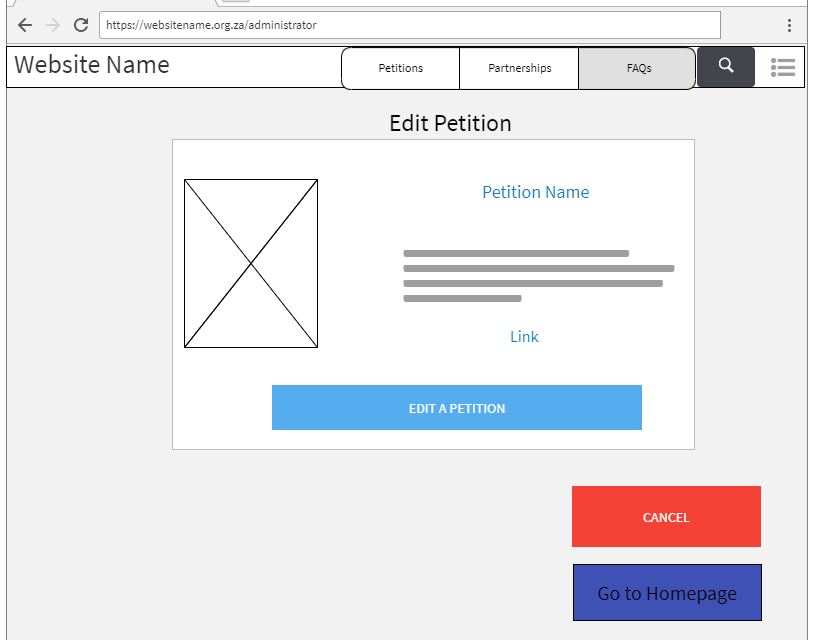 https://websitename.org.za/administrator
Website Name
Petitions
Partnerships
FAQs
Edit Petition
Petition Name
Link
EDIT A PETITION
CANCEL
Go to Homepage